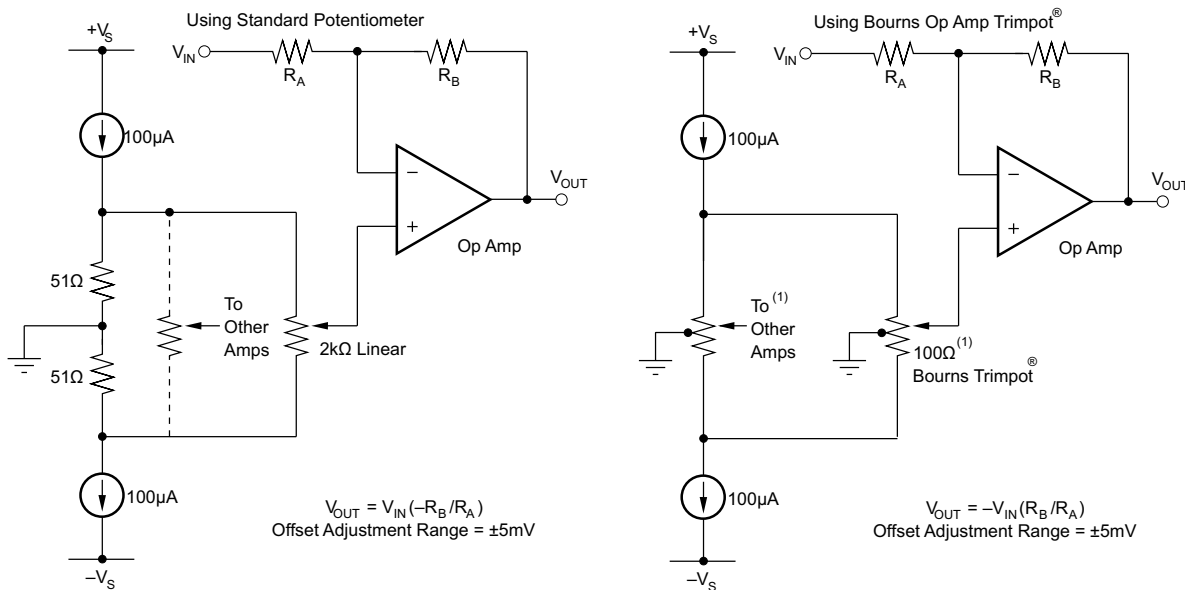 Using Standard Potentiometer
+VS
VIN
RA
RB
100µA
−
+
VOUT
Op Amp
51Ω
51Ω
To
Other
Amps
2kΩ Linear
100µA
–VS
VOUT = VIN (–RB /RA)
Offset Adjustment Range = ±5mV
Using Bourns Op Amp Trimpot®
+VS
VIN
RA
RB
100µA
−
+
VOUT
Op Amp
To (1)
Other
Amps
100Ω(1)
Bourns Trimpot®
100µA
–VS
VOUT = –VIN (RB /RA)
Offset Adjustment Range = ±5mV